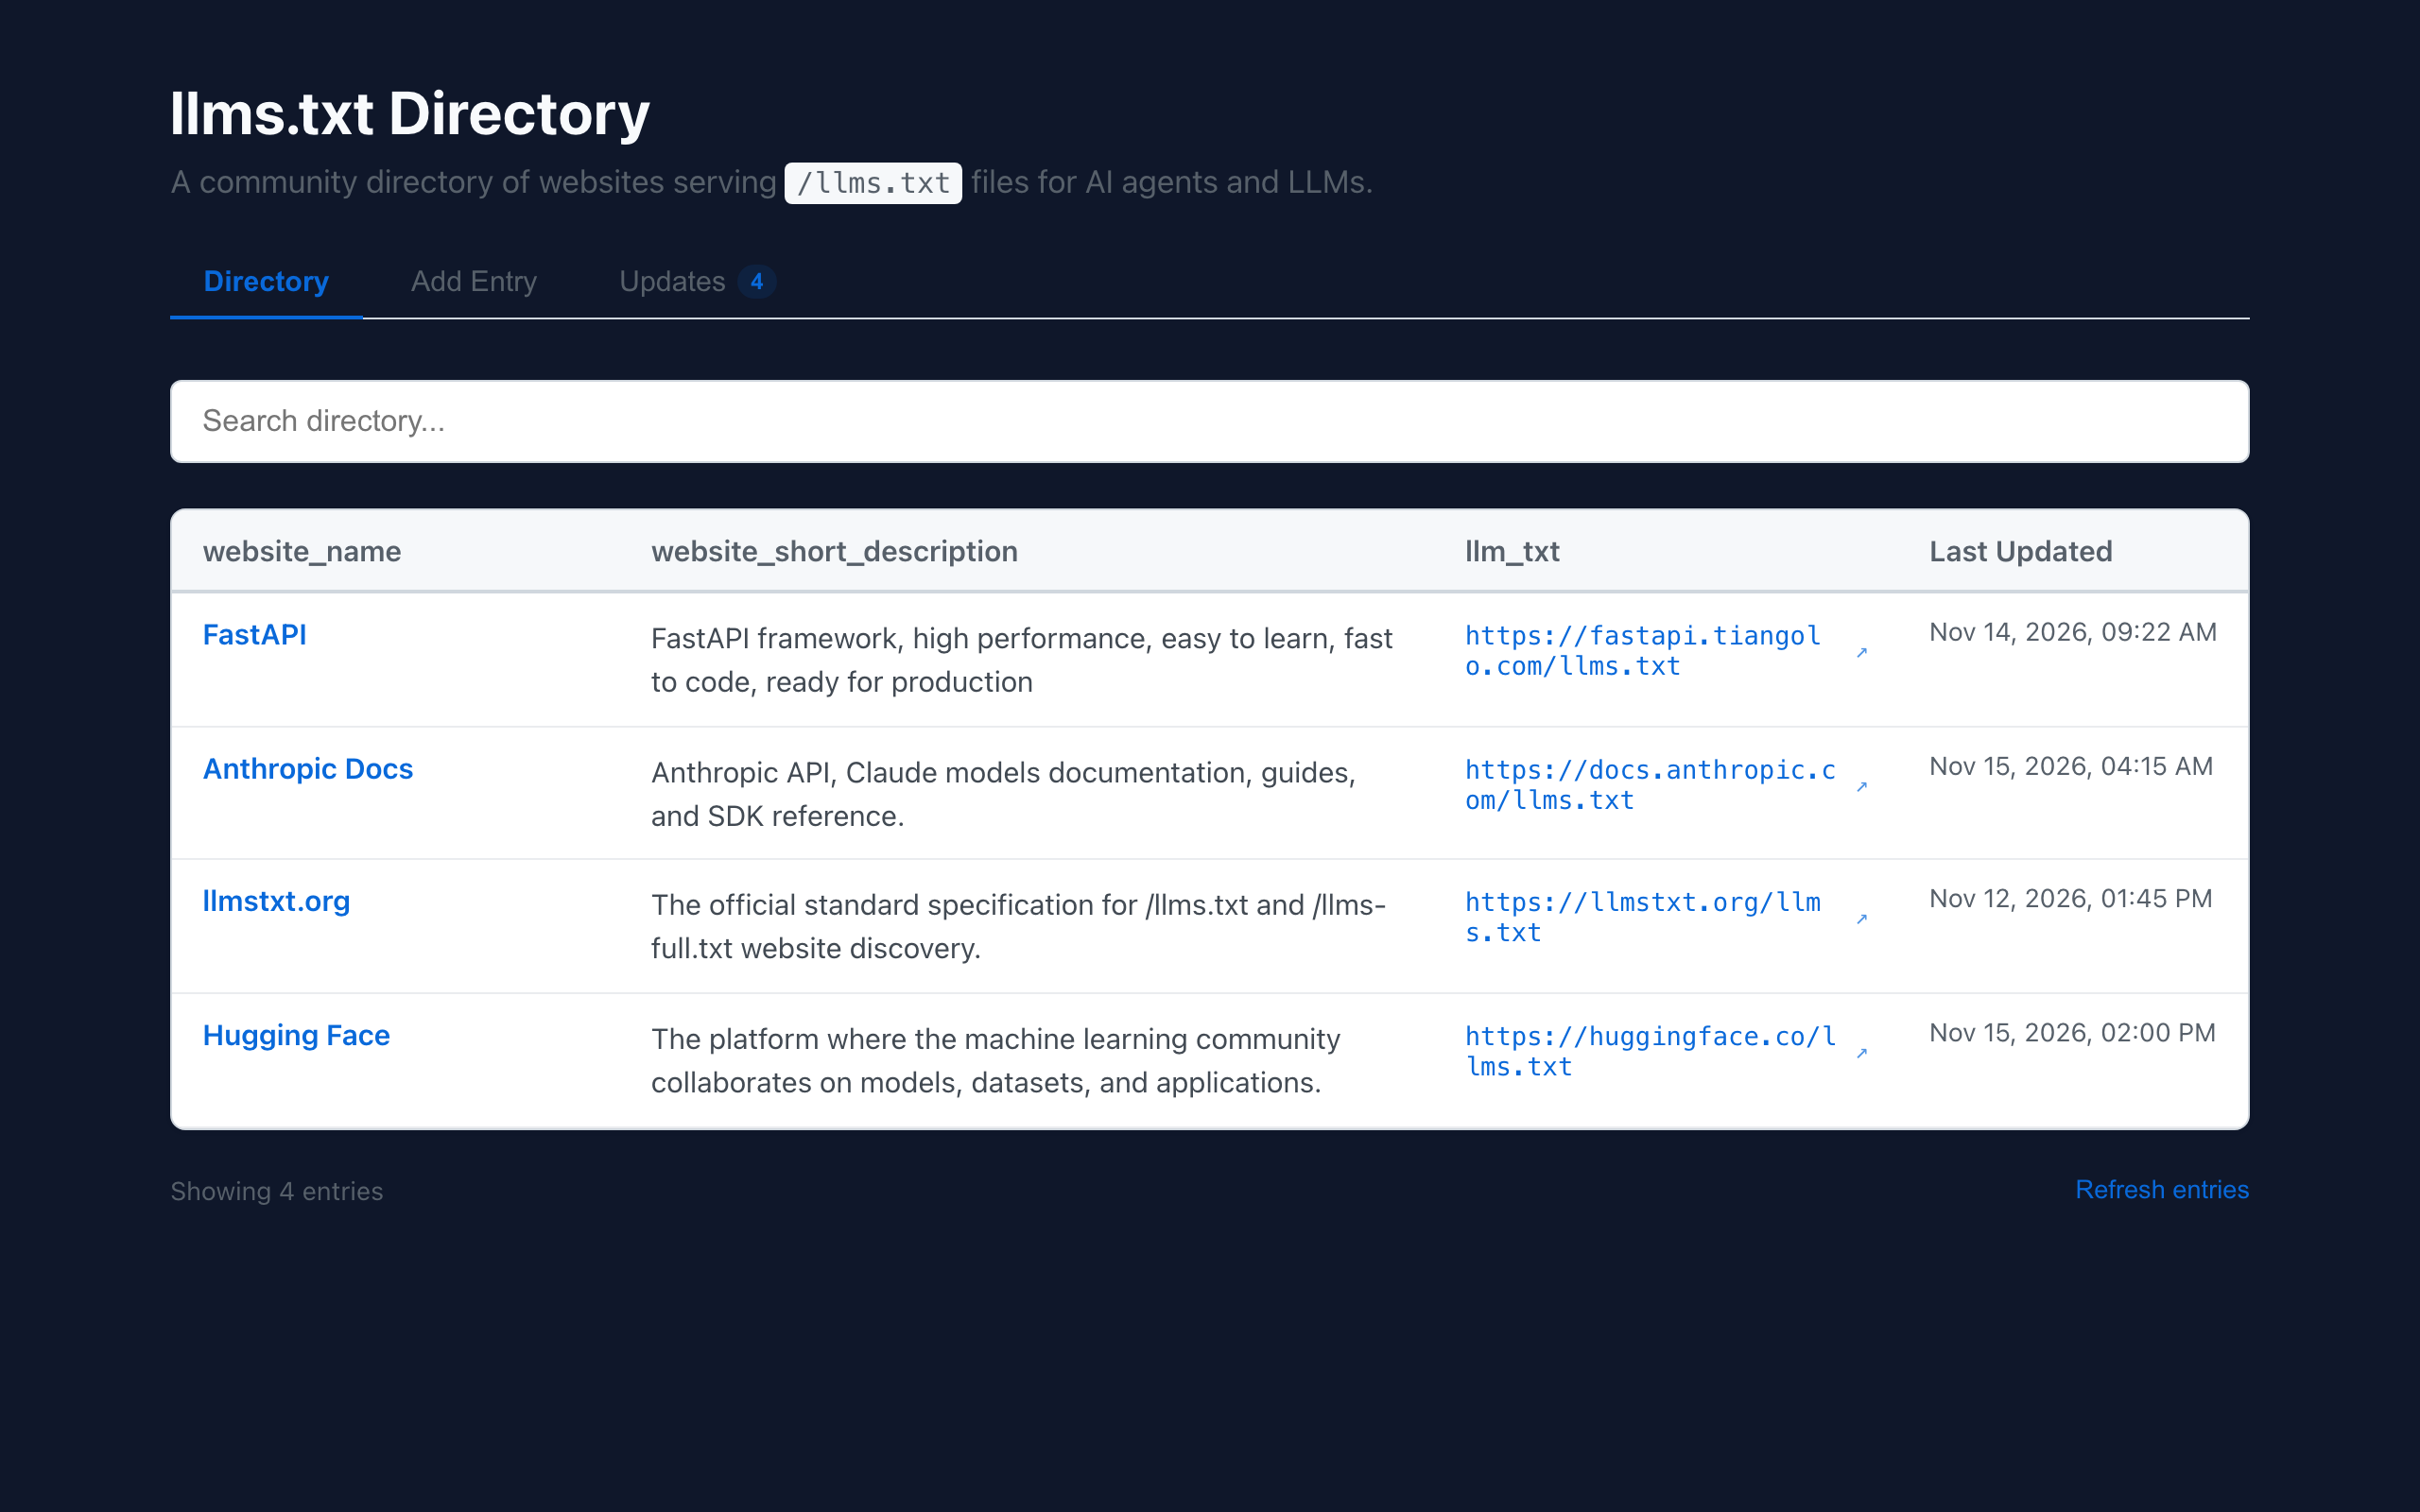 llms.txt Directory
A community directory of websites serving /llms.txt files for AI agents and LLMs.
Directory Add Entry Updates 4
Search directory...
website_name website_short_description llm_txt Last Updated
FastAPI FastAPI framework, high performance, easy to learn, fast https://fastapi.tiangol ↗ Nov 14, 2026, 09:22 AM
to code, ready for production o.com/llms.txt
Anthropic Docs Anthropic API, Claude models documentation, guides, https://docs.anthropic.c ↗ Nov 15, 2026, 04:15 AM
and SDK reference. om/llms.txt
llmstxt.org The official standard specification for /llms.txt and /llms- https://llmstxt.org/llm ↗ Nov 12, 2026, 01:45 PM
full.txt website discovery. s.txt
Hugging Face The platform where the machine learning community https://huggingface.co/l ↗ Nov 15, 2026, 02:00 PM
collaborates on models, datasets, and applications. lms.txt
Showing 4 entries Refresh entries